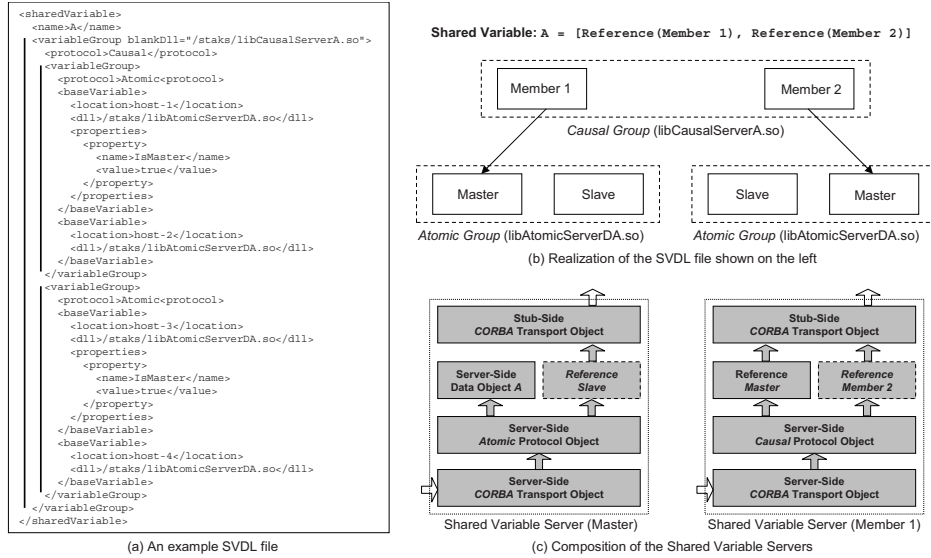 <sharedVariable>
<name>A</name>
<variableGroup blankDll="/staks/libCausalServerA.so">
<protocol>Causal</protocol>
<variableGroup>
<protocol>Atomic<protocol>
<baseVariable>
<location>host-1</location>
<dll>/staks/libAtomicServerDA.so</dll>
<properties>
<property>
<name>IsMaster</name>
<value>true</value>
</property>
</properties>
</baseVariable>
<baseVariable>
<location>host-2</location>
<dll>/staks/libAtomicServerDA.so</dll>
</baseVariable>
</variableGroup>
<variableGroup>
<protocol>Atomic<protocol>
<baseVariable>
<location>host-3</location>
<dll>/staks/libAtomicServerDA.so</dll>
<properties>
<property>
<name>IsMaster</name>
<value>true</value>
</property>
</properties>
</baseVariable>
<baseVariable>
<location>host-4</location>
<dll>/staks/libAtomicServerDA.so</dll>
</baseVariable>
</variableGroup>
</variableGroup>
</sharedVariable>
(a) An example SVDL file
Shared Variable: A = [Reference(Member 1), Reference(Member 2)]
Member 1
Member 2
Causal Group (libCausalServerA.so)
Master
Slave
Slave
Master
Atomic Group (libAtomicServerDA.so)
Atomic Group (libAtomicServerDA.so)
(b) Realization of the SVDL file shown on the left
Stub-Side
CORBA Transport Object
Server-Side
Data Object A
Reference
Slave
Server-Side
Atomic Protocol Object
Server-Side
CORBA Transport Object
Shared Variable Server (Master)
Stub-Side
CORBA Transport Object
Reference
Master
Reference
Member 2
Server-Side
Causal Protocol Object
Server-Side
CORBA Transport Object
Shared Variable Server (Member 1)
(c) Composition of the Shared Variable Servers